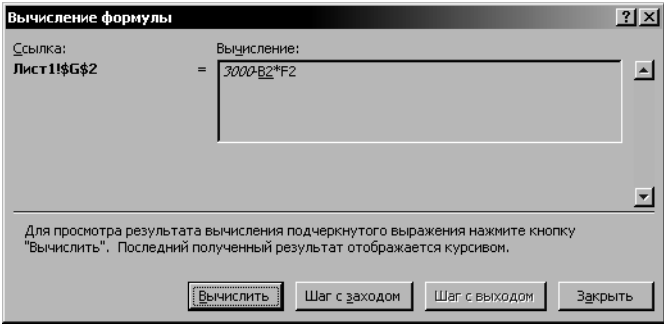 Вычисление формулы
Ссылка:
Вычисление:
Лист1!$G$2 = 3000-B2*F2
Для просмотра результата вычисления подчеркнутого выражения нажмите кнопку
"Вычислить". Последний полученный результат отображается курсивом.
Вычислить Шаг с заходом Шаг с выходом Закрыть